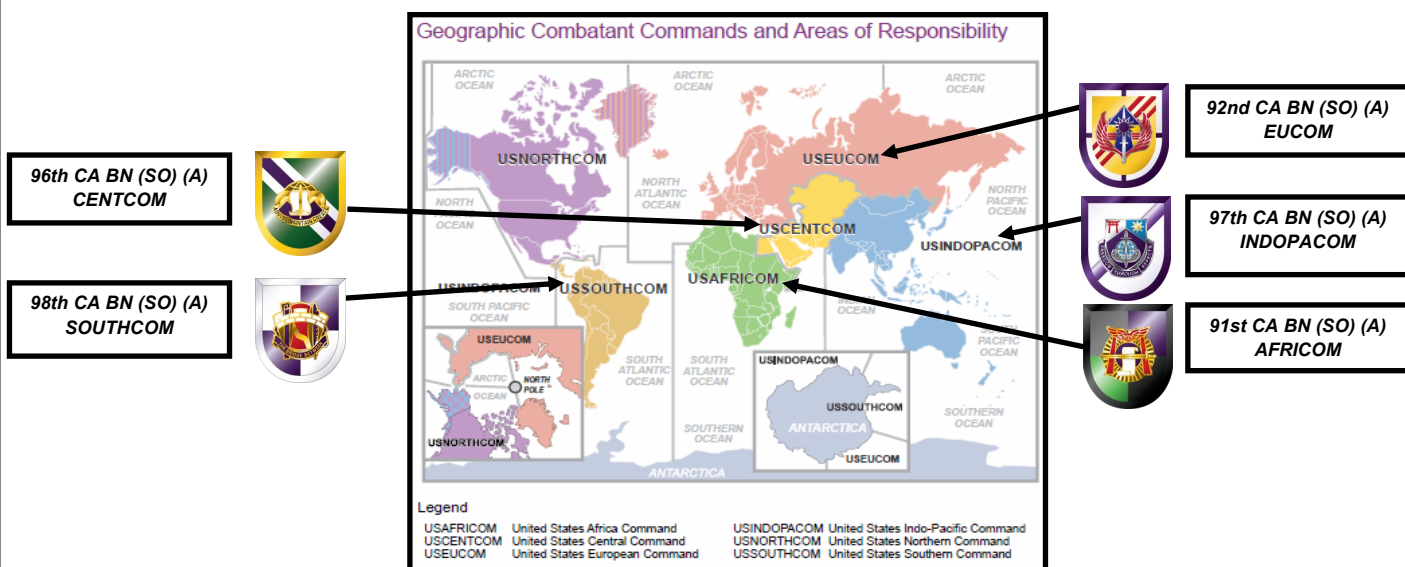 Geographic Combatant Commands and Areas of Responsibility
96th CA BN (SO) (A)
CENTCOM
98th CA BN (SO) (A)
SOUTHCOM
92nd CA BN (SO) (A)
EUCOM
97th CA BN (SO) (A)
INDOPACOM
91st CA BN (SO) (A)
AFRICOM
ARCTIC
OCEAN
ARCTIC
OCEAN
ARCTIC
OCEAN
USNORTHCOM
USEUCOM
NORTH
ATLANTIC
OCEAN
NORTH
OCEAN
NORTH
PACIFIC
OCEAN
USCENTCOM
USINDOPACOM
USAFRICOM
USINDOPACOM
USSOUTHCOM
SOUTH PACIFIC
OCEAN
INDIAN
OCEAN
SOUTH
ATLANTIC
OCEAN
SOUTH
ATLANTIC
OCEAN
SOUTH
PACIFIC
OCEAN
USEUCOM
ARCTIC
OCEAN
NORTH
POLE
USNORTHCOM
USINDOPACOM
USSOUTHCOM
ANTARCTICA
USEUCOM
SOUTHERN
OCEAN
SOUTHERN
OCEAN
ANTARCTICA
Legend
USAFRICOM United States Africa Command
USCENTCOM United States Central Command
USEUCOM United States European Command
USINDOPACOM United States Indo-Pacific Command
USNORTHCOM United States Northern Command
USSOUTHCOM United States Southern Command